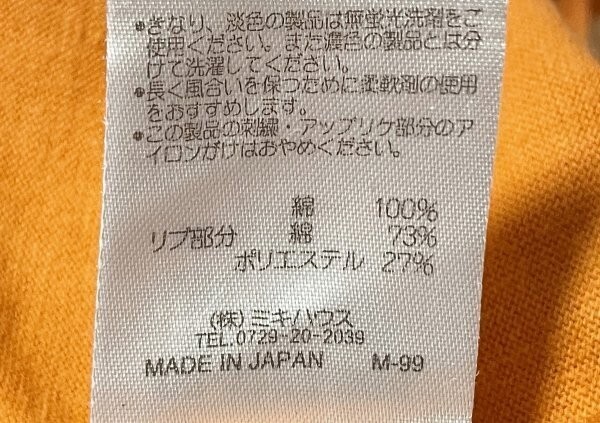 ●きなり、淡色の製品は無蛍光洗剤をご
使用ください。また濃色の製品とは分
けて洗濯してください。
●長く風合いを保つために柔軟剤の使用
をおすすめします。
●この製品の刺繍・アップリケ部分のア
イロンがけはおやめください。
綿 100%
リブ部分 綿 73%
ポリエステル 27%
(株)ミキハウス
TEL.0729-20-2039
MADE IN JAPAN M-99